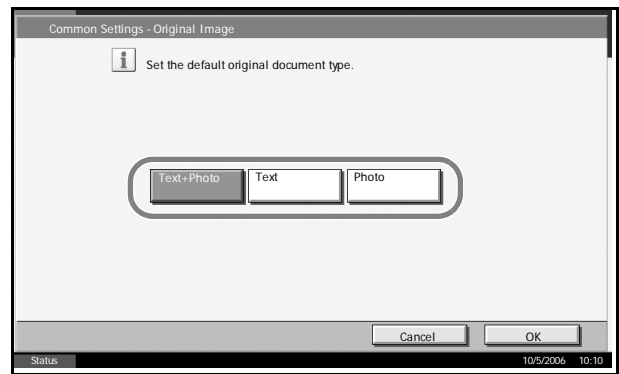 Common Settings - Original Image
i Set the default original document type.
Text+Photo Text Photo
Cancel OK
Status 10/5/2006 10:10